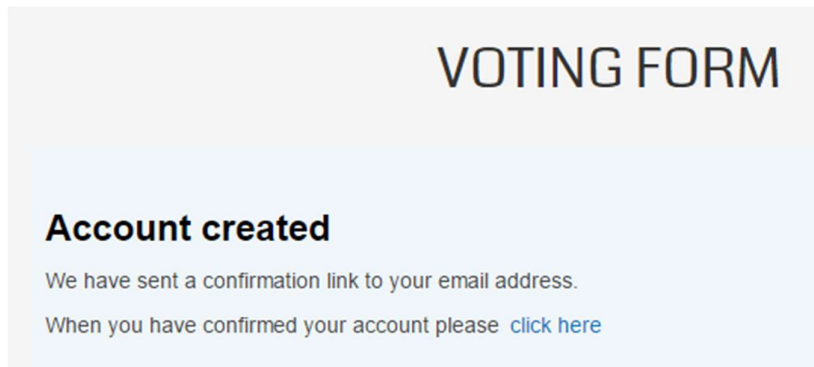 VOTING FORM
Account created
We have sent a confirmation link to your email address.
When you have confirmed your account please click here